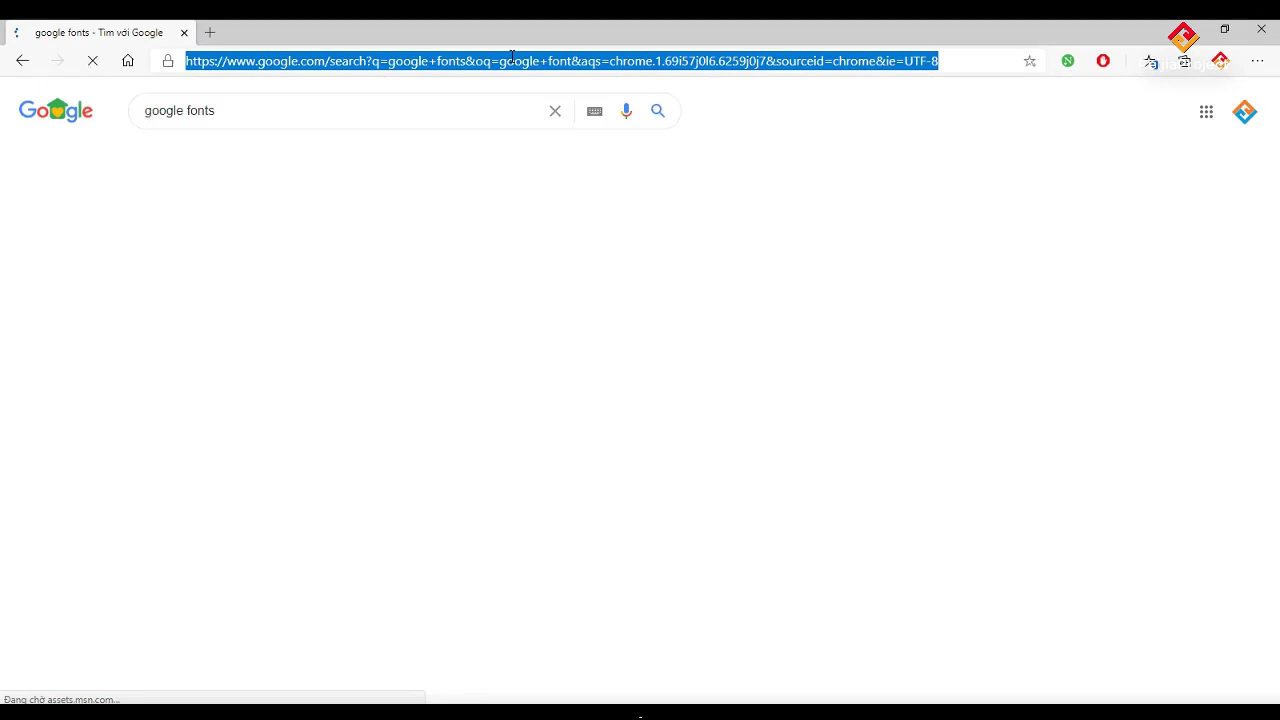 google fonts - Tìm với Google
https://www.google.com/search?q=google+fonts&oq=google+font&aqs=chrome.1.69i57j0l6.6259j0j7&sourceid=chrome&ie=UTF-8
N
Google
google fonts
Đang chờ assets.msn.com...